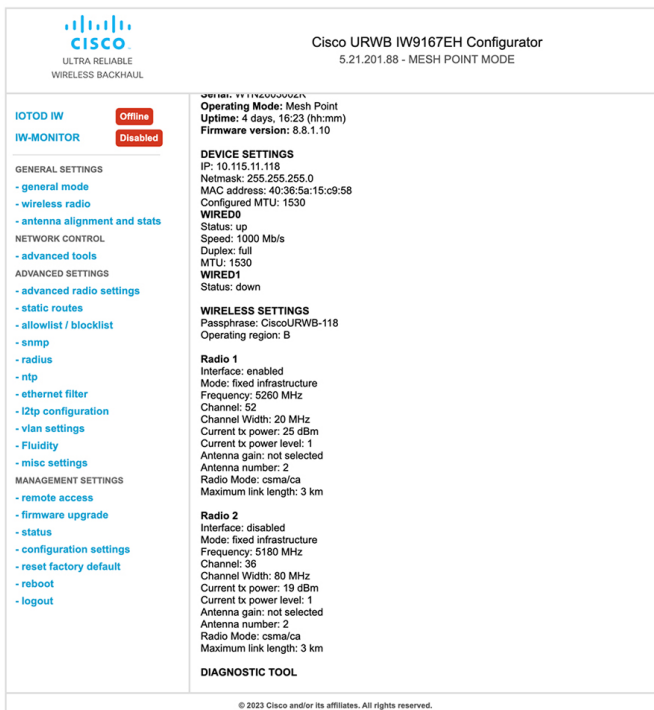 CISCO
ULTRA RELIABLE
WIRELESS BACKHAUL
Cisco URWB IW9167EH Configurator
5.21.201.88 - MESH POINT MODE
IOTOD IW
Offline
IW-MONITOR
Disabled
GENERAL SETTINGS
- general mode
- wireless radio
- antenna alignment and stats
NETWORK CONTROL
- advanced tools
ADVANCED SETTINGS
- advanced radio settings
- static routes
- allowlist / blocklist
- snmp
- radius
- ntp
- ethernet filter
- l2tp configuration
- vlan settings
- Fluidity
- misc settings
MANAGEMENT SETTINGS
- remote access
- firmware upgrade
- status
- configuration settings
- reset factory default
- reboot
- logout
Serial:
Operating Mode: Mesh Point
Uptime: 4 days, 16:23 (hh:mm)
Firmware version: 8.8.1.10
DEVICE SETTINGS
IP: 10.115.11.118
Netmask: 255.255.255.0
MAC address: 40:36:5a:15:c9:58
Configured MTU: 1530
WIRED0
Status: up
Speed: 1000 Mb/s
Duplex: full
MTU: 1530
WIRED1
Status: down
WIRELESS SETTINGS
Passphrase: CiscoURWB-118
Operating region: B
Radio 1
Interface: enabled
Mode: fixed infrastructure
Frequency: 5260 MHz
Channel: 52
Channel Width: 20 MHz
Current tx power: 25 dBm
Current tx power level: 1
Antenna gain: not selected
Antenna number: 2
Radio Mode: csma/ca
Maximum link length: 3 km
Radio 2
Interface: disabled
Mode: fixed infrastructure
Frequency: 5180 MHz
Channel: 36
Channel Width: 80 MHz
Current tx power: 19 dBm
Current tx power level: 1
Antenna gain: not selected
Antenna number: 2
Radio Mode: csma/ca
Maximum link length: 3 km
DIAGNOSTIC TOOL
© 2023 Cisco and/or its affiliates. All rights reserved.